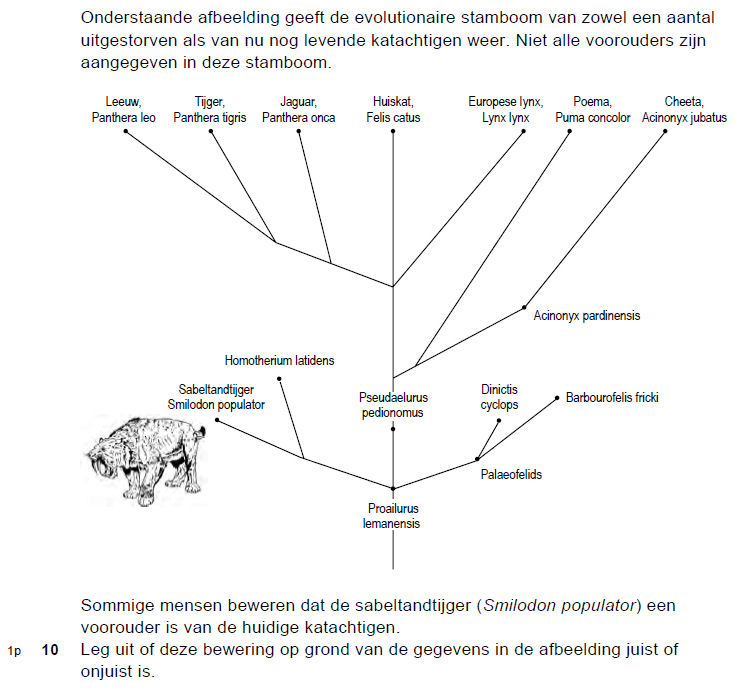 Onderstaande afbeelding geeft de evolutionaire stamboom van zowel een aantal
uitgestorven als van nu nog levende katachtigen weer. Niet alle voorouders zijn
aangegeven in deze stamboom.
Leeuw,
Panthera leo
Tijger,
Panthera tigris
Jaguar,
Panthera onca
Huiskat,
Felis catus
Europese lynx,
Lynx lynx
Poema,
Puma concolor
Cheeta,
Acinonyx jubatus
Acinonyx pardinensis
Homotherium latidens
Sabeltandtijger
Smilodon populator
Pseudaelurus
pedionomus
Dinictis
cyclops
Barbourofelis fricki
Palaeofelids
Proailurus
lemanensis
Sommige mensen beweren dat de sabeltandtijger (Smilodon populator) een
voorouder is van de huidige katachtigen.
1p 10 Leg uit of deze bewering op grond van de gegevens in de afbeelding juist of
onjuist is.